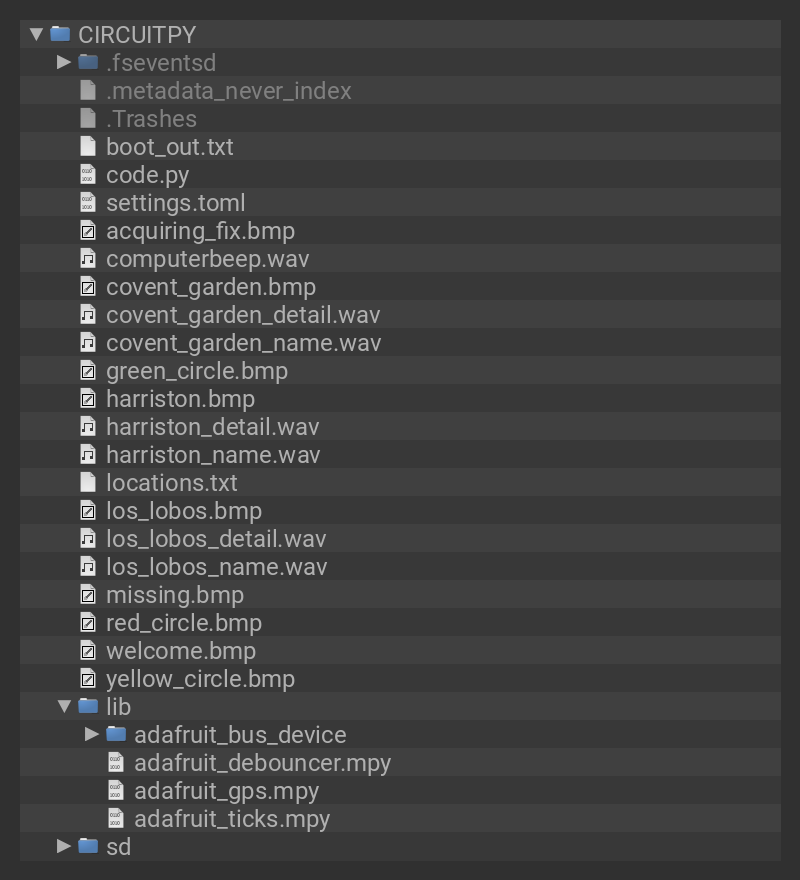 CIRCUITPY
.fseventsd
.metadata_never_index
.Trashes
boot_out.txt
code.py
settings.toml
acquiring_fix.bmp
computerbeep.wav
covent_garden.bmp
covent_garden_detail.wav
covent_garden_name.wav
green_circle.bmp
harriston.bmp
harriston_detail.wav
harriston_name.wav
locations.txt
los_lobos.bmp
los_lobos_detail.wav
los_lobos_name.wav
missing.bmp
red_circle.bmp
welcome.bmp
yellow_circle.bmp
lib
adafruit_bus_device
adafruit_debouncer.mpy
adafruit_gps.mpy
adafruit_ticks.mpy
sd